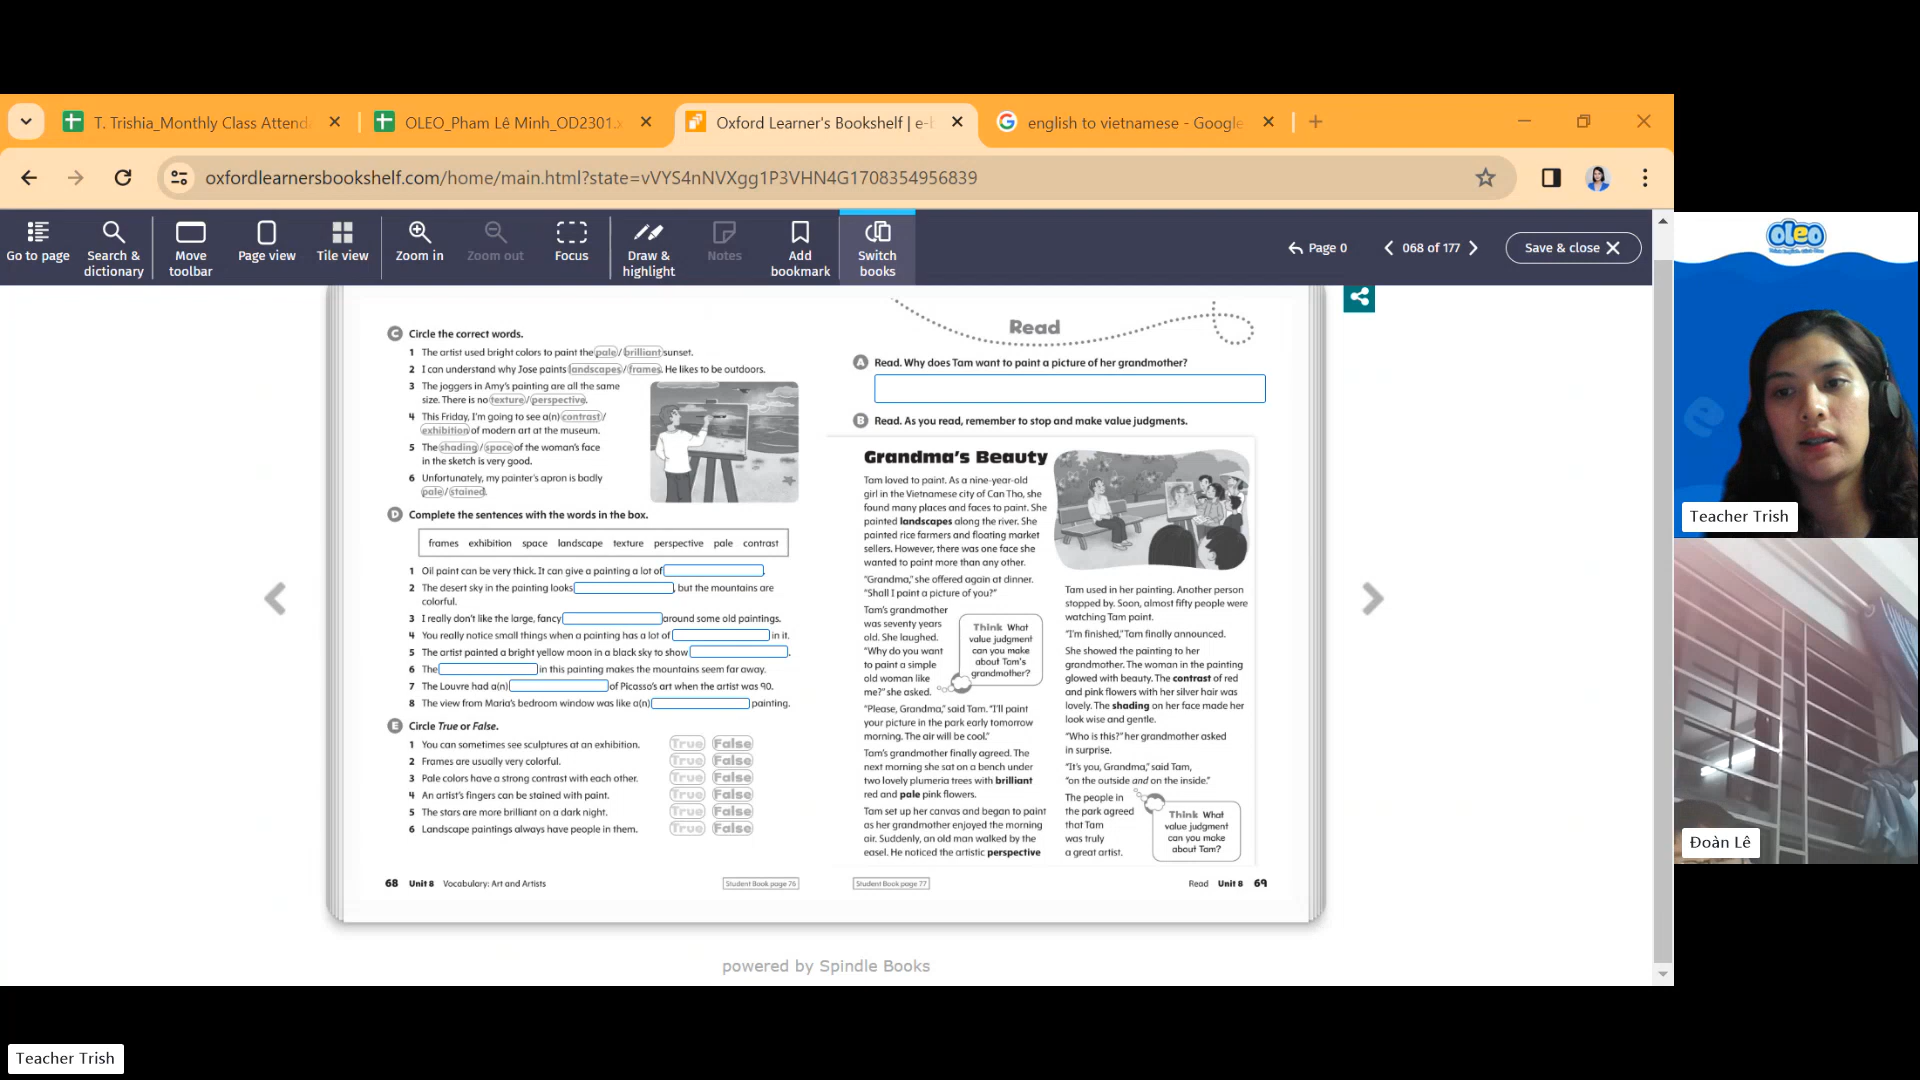 T. Trishia_Monthly Class Attend
OLEO_Pham Lê Minh_OD2301.x
Oxford Learner's Bookshelf | e-
english to vietnamese - Google
oxfordlearnersbookshelf.com/home/main.html?state=vVYS4nNVXgg1P3VHN4G1708354956839
Go to page
Search & dictionary
Move toolbar
Page view
Tile view
Zoom in
Zoom out
Focus
Draw & highlight
Notes
Add bookmark
Switch books
Page 0
068 of 177
Save & close
C Circle the correct words.
1 The artist used bright colors to paint the pale / brilliant sunset.
2 I can understand why Jose paints landscapes / frames. He likes to be outdoors.
3 The joggers in Amy's painting are all the same
size. There is no texture / perspective.
4 This Friday, I'm going to see a(n) contrast /
exhibition of modern art at the museum.
5 The shading / space of the woman's face
in the sketch is very good.
6 Unfortunately, my painter's apron is badly
pale / stained.
D Complete the sentences with the words in the box.
frames exhibition space landscape texture perspective pale contrast
1 Oil paint can be very thick. It can give a painting a lot of .
2 The desert sky in the painting looks , but the mountains are
colorful.
3 I really don't like the large, fancy around some old paintings.
4 You really notice small things when a painting has a lot of in it.
5 The artist painted a bright yellow moon in a black sky to show .
6 The in this painting makes the mountains seem far away.
7 The Louvre had a(n) of Picasso's art when the artist was 90.
8 The view from Maria's bedroom window was like a(n) painting.
E Circle True or False.
1 You can sometimes see sculptures at an exhibition. True False
2 Frames are usually very colorful. True False
3 Pale colors have a strong contrast with each other. True False
4 An artist's fingers can be stained with paint. True False
5 The stars are more brilliant on a dark night. True False
6 Landscape paintings always have people in them. True False
68 Unit 8 Vocabulary: Art and Artists
Student Book page 76
Read
A Read. Why does Tam want to paint a picture of her grandmother?
B Read. As you read, remember to stop and make value judgments.
Grandma's Beauty
Tam loved to paint. As a nine-year-old
girl in the Vietnamese city of Can Tho, she
found many places and faces to paint. She
painted landscapes along the river. She
painted rice farmers and floating market
sellers. However, there was one face she
wanted to paint more than any other.
"Grandma," she offered again at dinner.
"Shall I paint a picture of you?"
Tam's grandmother
was seventy years
old. She laughed.
"Why do you want
to paint a simple
old woman like
me?" she asked.
Think What
value judgment
can you make
about Tam's
grandmother?
"Please, Grandma," said Tam. "I'll paint
your picture in the park early tomorrow
morning. The air will be cool."
Tam's grandmother finally agreed. The
next morning she sat on a bench under
two lovely plumeria trees with brilliant
red and pale pink flowers.
Tam set up her canvas and began to paint
as her grandmother enjoyed the morning
air. Suddenly, an old man walked by the
easel. He noticed the artistic perspective
Tam used in her painting. Another person
stopped by. Soon, almost fifty people were
watching Tam paint.
"I'm finished," Tam finally announced.
She showed the painting to her
grandmother. The woman in the painting
glowed with beauty. The contrast of red
and pink flowers with her silver hair was
lovely. The shading on her face made her
look wise and gentle.
"Who is this?" her grandmother asked
in surprise.
"It's you, Grandma," said Tam,
"on the outside and on the inside."
The people in
the park agreed
that Tam
was truly
a great artist.
Think What
value judgment
can you make
about Tam?
Student Book page 77
Read Unit 8 69
powered by Spindle Books
oleo
Teacher Trish
Đoàn Lê
Teacher Trish